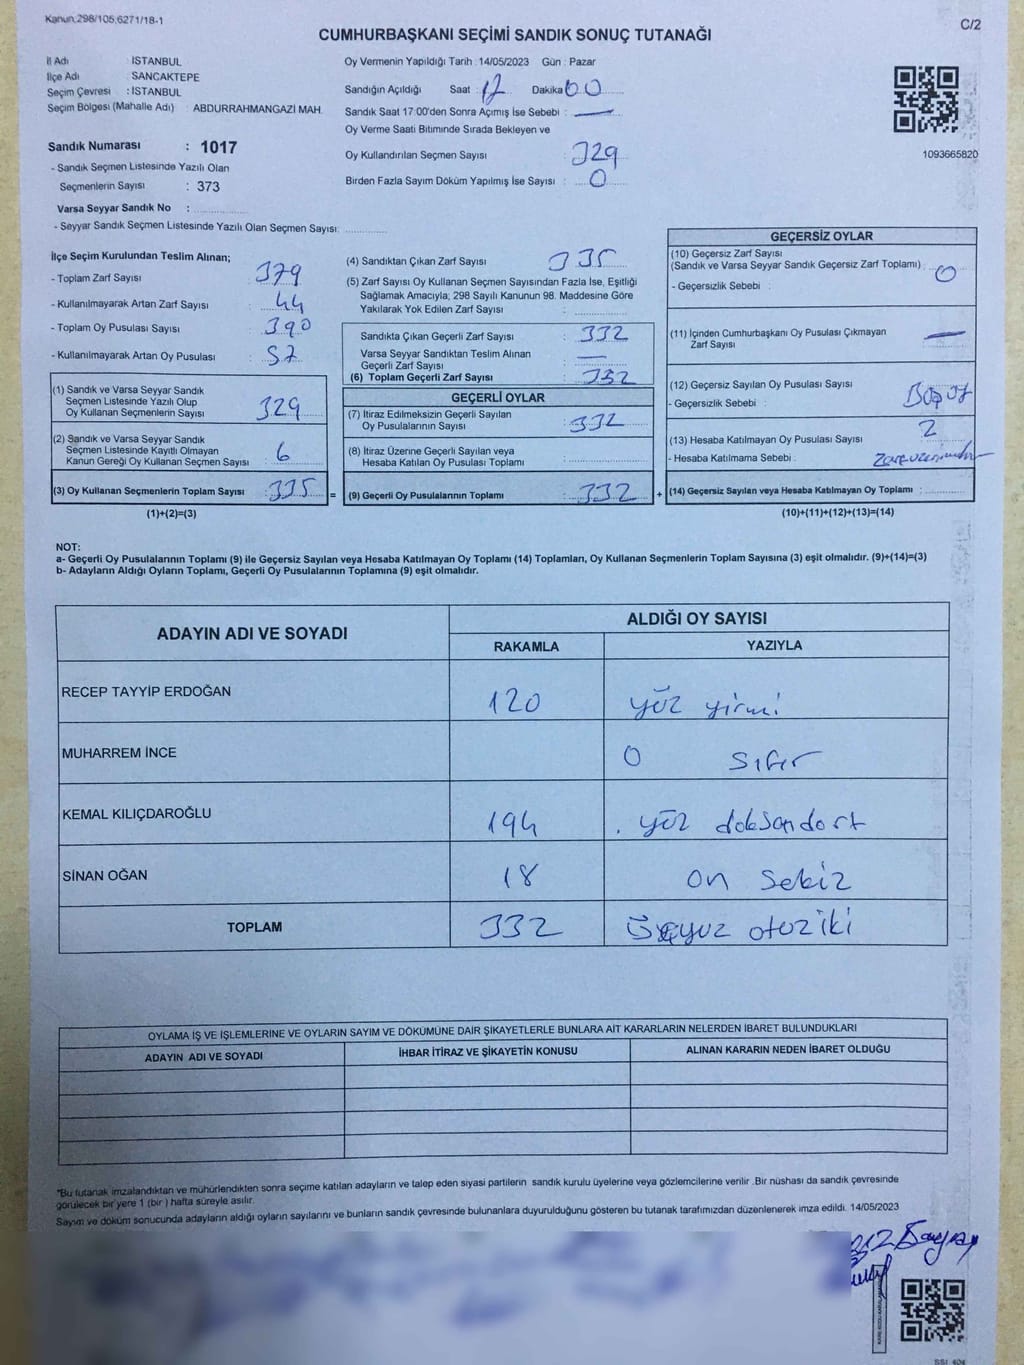 Kanun.298/105,6271/18-1
C/2
CUMHURBAŞKANI SEÇİMİ SANDIK SONUÇ TUTANAĞI
İl Adı : İSTANBUL
İlçe Adı : SANCAKTEPE
Seçim Çevresi : İSTANBUL
Seçim Bölgesi (Mahalle Adı) : ABDURRAHMANGAZİ MAH.
Sandık Numarası : 1017
- Sandık Seçmen Listesinde Yazılı Olan
Seçmenlerin Sayısı : 373
Varsa Seyyar Sandık No :
- Seyyar Sandık Seçmen Listesinde Yazılı Olan Seçmen Sayısı:
Oy Vermenin Yapıldığı Tarih : 14/05/2023 Gün : Pazar
Sandığın Açıldığı Saat : 17 Dakika 00
Sandık Saat 17:00'den Sonra Açımış İse Sebebi : —
Oy Verme Saati Bitiminde Sırada Bekleyen ve
Oy Kullandırılan Seçmen Sayısı : 329
Birden Fazla Sayım Döküm Yapılmış İse Sayısı : 0
1093665820
İlçe Seçim Kurulundan Teslim Alınan;
- Toplam Zarf Sayısı : 379
- Kullanılmayarak Artan Zarf Sayısı : 44
- Toplam Oy Pusulası Sayısı : 390
- Kullanılmayarak Artan Oy Pusulası : 57
(1) Sandık ve Varsa Seyyar Sandık
Seçmen Listesinde Yazılı Olup
Oy Kullanan Seçmenlerin Sayısı : 329
(2) Sandık ve Varsa Seyyar Sandık
Seçmen Listesinde Kayıtlı Olmayan
Kanun Gereği Oy Kullanan Seçmen Sayısı : 6
(3) Oy Kullanan Seçmenlerin Toplam Sayısı : 335 =
(1)+(2)=(3)
(4) Sandıktan Çıkan Zarf Sayısı : 335
(5) Zarf Sayısı Oy Kullanan Seçmen Sayısından Fazla İse, Eşitliği
Sağlamak Amacıyla; 298 Sayılı Kanunun 98. Maddesine Göre
Yakılarak Yok Edilen Zarf Sayısı :
Sandıkta Çıkan Geçerli Zarf Sayısı : 332
Varsa Seyyar Sandıktan Teslim Alınan
Geçerli Zarf Sayısı : —
(6) Toplam Geçerli Zarf Sayısı : 332
GEÇERLİ OYLAR
(7) İtiraz Edilmeksizin Geçerli Sayılan
Oy Pusulalarının Sayısı : 332
(8) İtiraz Üzerine Geçerli Sayılan veya
Hesaba Katılan Oy Pusulası Toplamı :
(9) Geçerli Oy Pusulalarının Toplamı : 332 +
GEÇERSİZ OYLAR
(10) Geçersiz Zarf Sayısı
(Sandık ve Varsa Seyyar Sandık Geçersiz Zarf Toplamı) : 0
- Geçersizlik Sebebi :
(11) İçinden Cumhurbaşkanı Oy Pusulası Çıkmayan
Zarf Sayısı : —
(12) Geçersiz Sayılan Oy Pusulası Sayısı :
- Geçersizlik Sebebi :
(13) Hesaba Katılmayan Oy Pusulası Sayısı : 2
- Hesaba Katılmama Sebebi :
(14) Geçersiz Sayılan veya Hesaba Katılmayan Oy Toplamı :
(10)+(11)+(12)+(13)=(14)
NOT:
a- Geçerli Oy Pusulalarının Toplamı (9) ile Geçersiz Sayılan veya Hesaba Katılmayan Oy Toplamı (14) Toplamları, Oy Kullanan Seçmenlerin Toplam Sayısına (3) eşit olmalıdır. (9)+(14)=(3)
b- Adayların Aldığı Oyların Toplamı, Geçerli Oy Pusulalarının Toplamına (9) eşit olmalıdır.
ADAYIN ADI VE SOYADI ALDIĞI OY SAYISI
RAKAMLA YAZIYLA
RECEP TAYYİP ERDOĞAN 120 yüz yirmi
MUHARREM İNCE 0 sıfır
KEMAL KILIÇDAROĞLU 194 . yüz doksandort
SİNAN OĞAN 18 on sekiz
TOPLAM 332 üçyuz otuz iki
OYLAMA İŞ VE İŞLEMLERİNE VE OYLARIN SAYIM VE DÖKÜMÜNE DAİR ŞİKAYETLERLE BUNLARA AİT KARARLARIN NELERDEN İBARET BULUNDUKLARI
ADAYIN ADI VE SOYADI İHBAR İTİRAZ VE ŞİKAYETİN KONUSU ALINAN KARARIN NEDEN İBARET OLDUĞU
*Bu tutanak imzalandıktan ve mühürlendikten sonra seçime katılan adayların ve talep eden siyasi partilerin sandık kurulu üyelerine veya gözlemcilerine verilir .Bir nüshası da sandık çevresinde
görülecek bir yere 1 (bir ) hafta süreyle asılır.
Sayım ve döküm sonucunda adayların aldığı oyların sayılarını ve bunların sandık çevresinde bulunanlara duyurulduğunu gösteren bu tutanak tarafımızdan düzenlenerek imza edildi. 14/05/2023